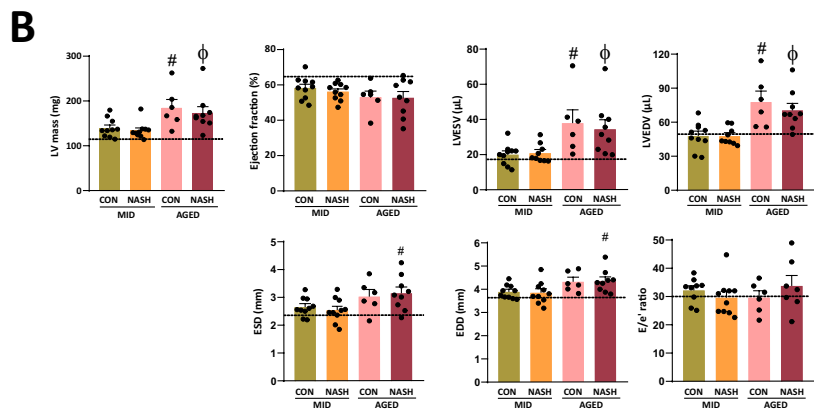 B
LV mass (mg)
300
200
100
0
#
ϕ
CON NASH CON NASH
MID AGED
Ejection fraction (%)
80
60
40
20
0
CON NASH CON NASH
MID AGED
LVESV (µL)
80
60
40
20
0
#
ϕ
CON NASH CON NASH
MID AGED
LVEDV (µL)
120
90
60
30
0
#
ϕ
CON NASH CON NASH
MID AGED
ESD (mm)
5
4
3
2
1
0
#
CON NASH CON NASH
MID AGED
EDD (mm)
6
5
4
3
2
1
0
#
CON NASH CON NASH
MID AGED
E/e' ratio
50
40
30
20
10
0
CON NASH CON NASH
MID AGED